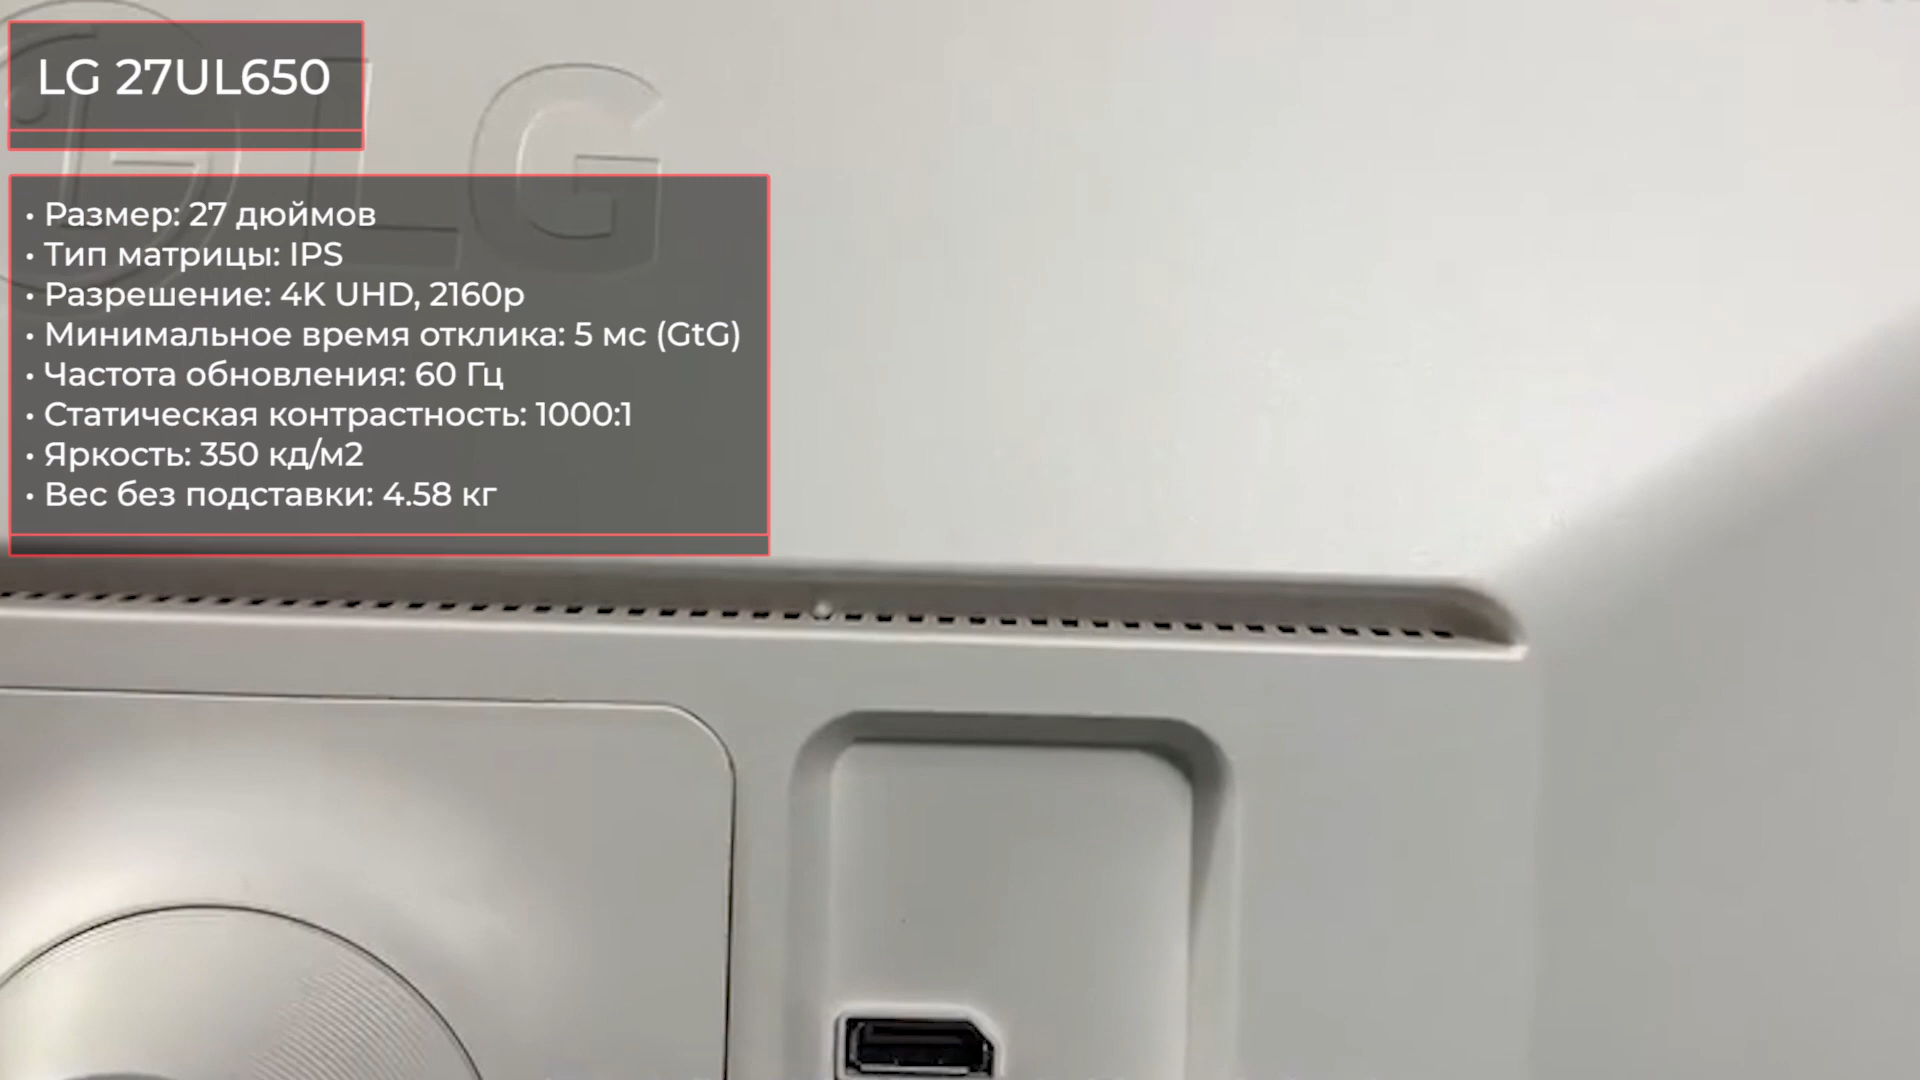 LG 27UL650
LG
• Размер: 27 дюймов
• Тип матрицы: IPS
• Разрешение: 4K UHD, 2160p
• Минимальное время отклика: 5 мс (GtG)
• Частота обновления: 60 Гц
• Статическая контрастность: 1000:1
• Яркость: 350 кд/м2
• Вес без подставки: 4.58 кг